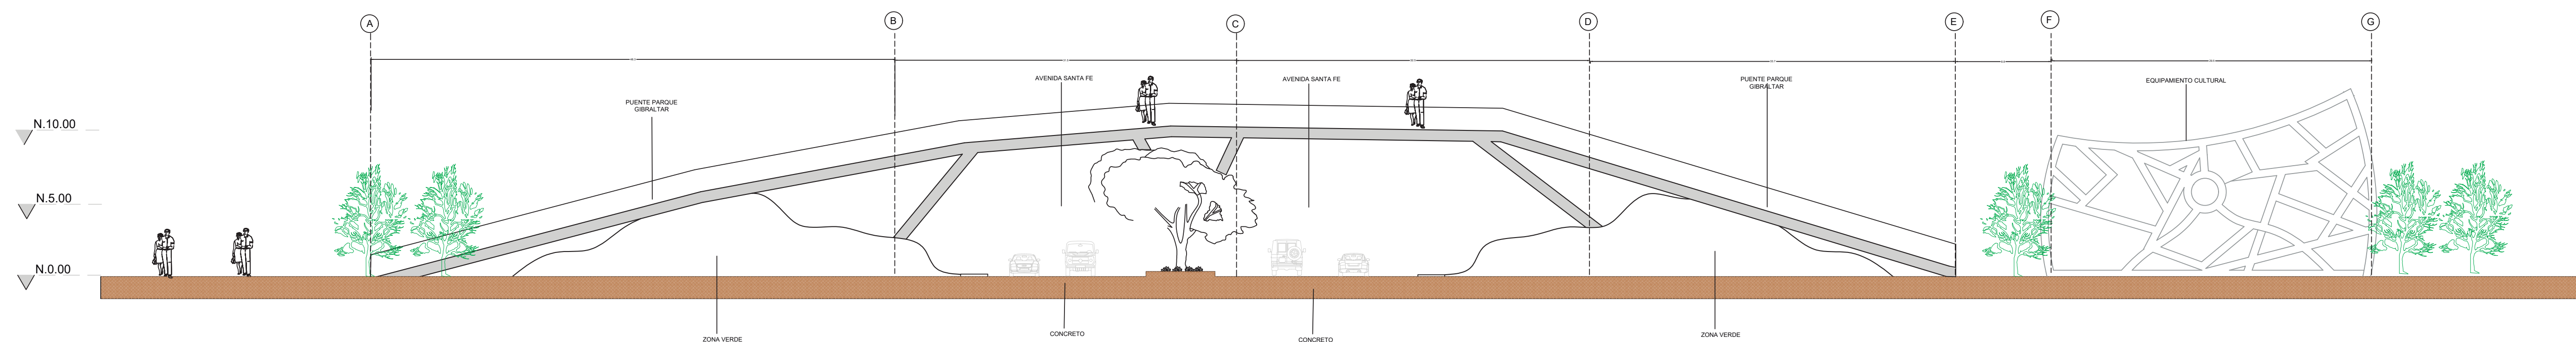 A
B
C
D
E
F
G
AVENIDA SANTA FE
AVENIDA SANTA FE
PUENTE PARQUE
GIBRALTAR
EQUIPAMIENTO CULTURAL
PUENTE PARQUE
GIBRALTAR
N.10.00
N.5.00
N.0.00
ZONA VERDE
CONCRETO
CONCRETO
ZONA VERDE